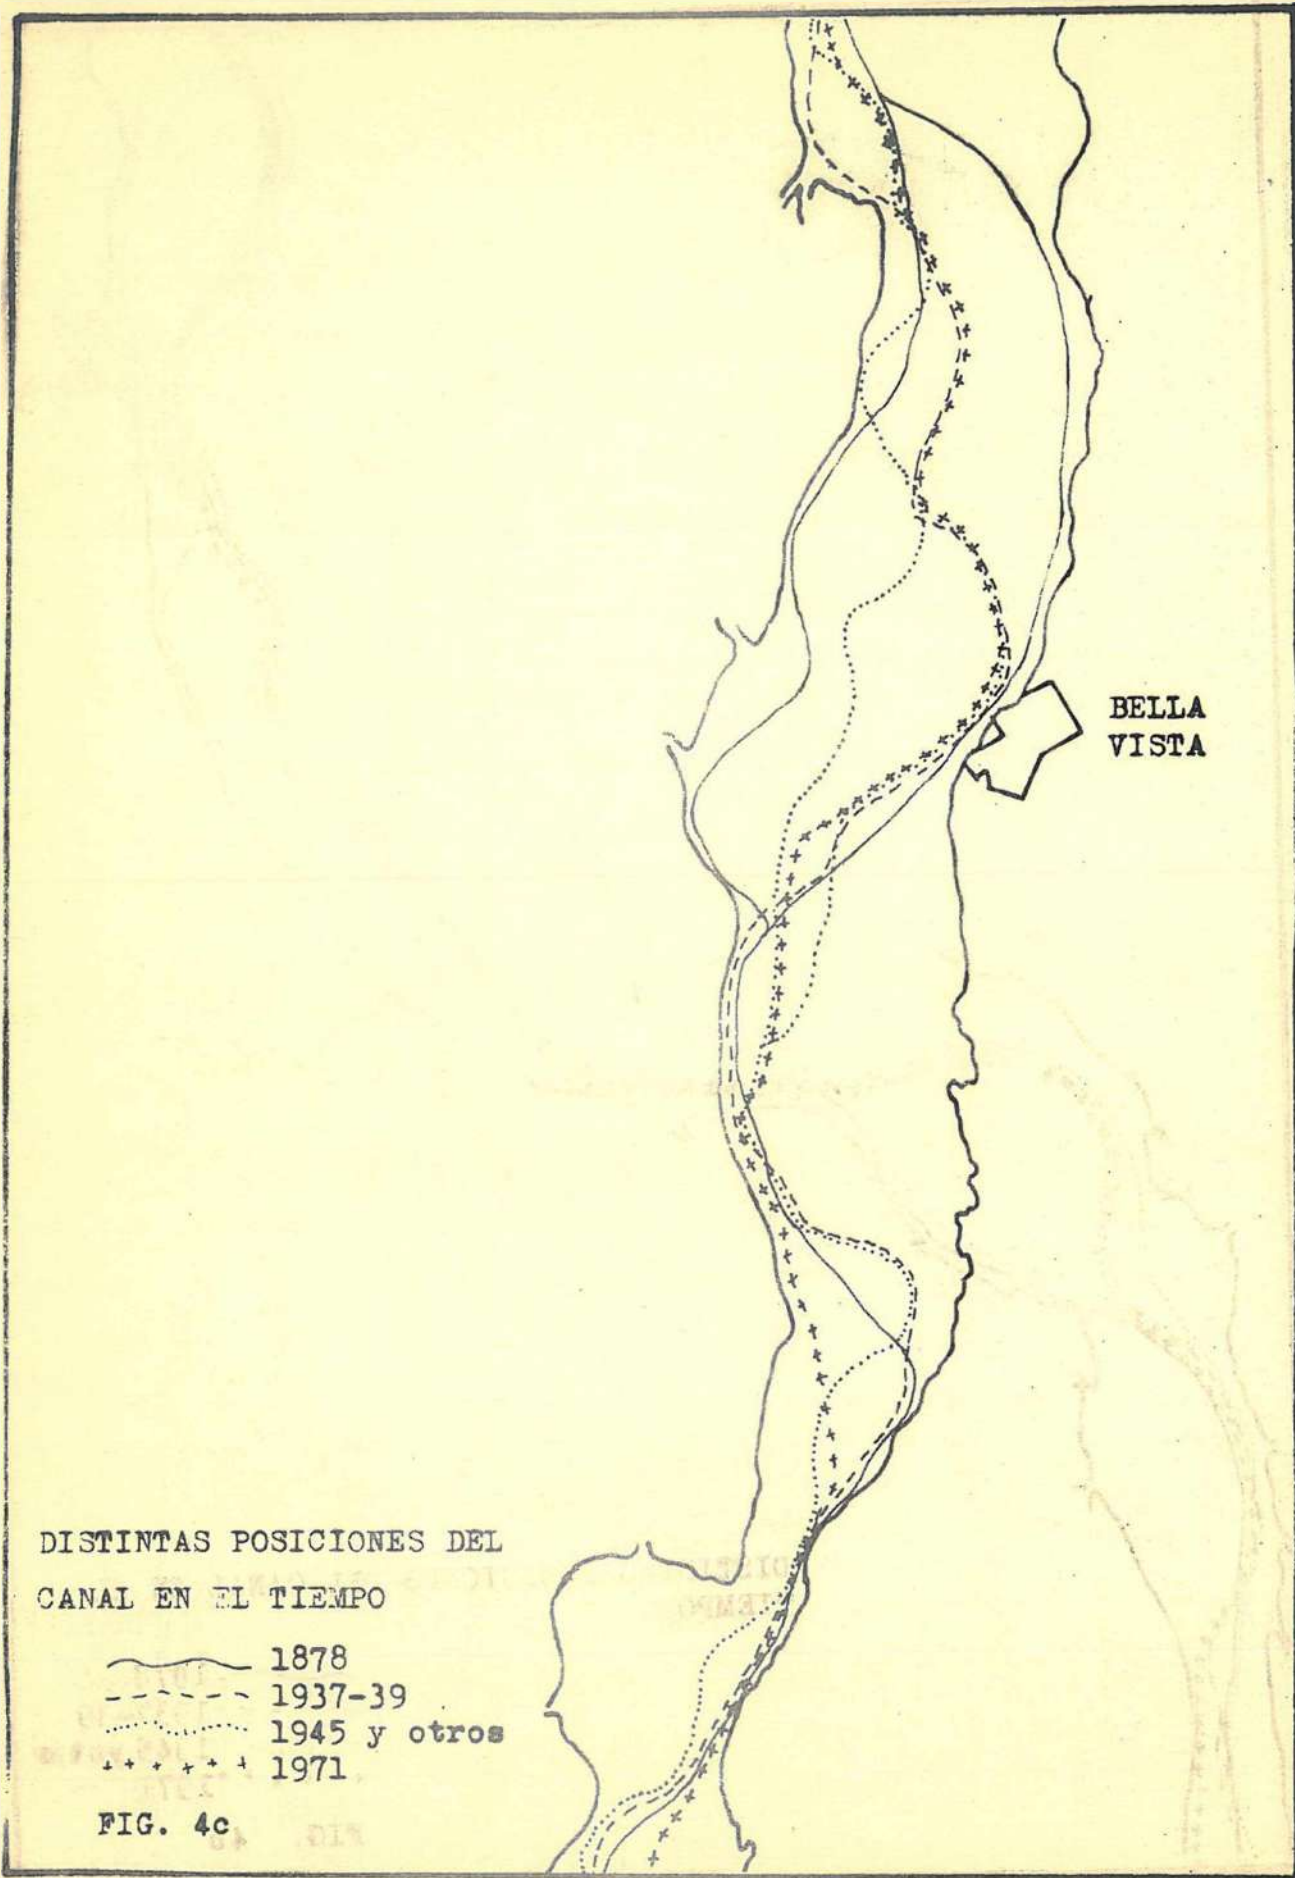 BELLA
VISTA
DISTINTAS POSICIONES DEL
CANAL EN EL TIEMPO
1878
1937-39
1945 y otros
1971
FIG. 4c